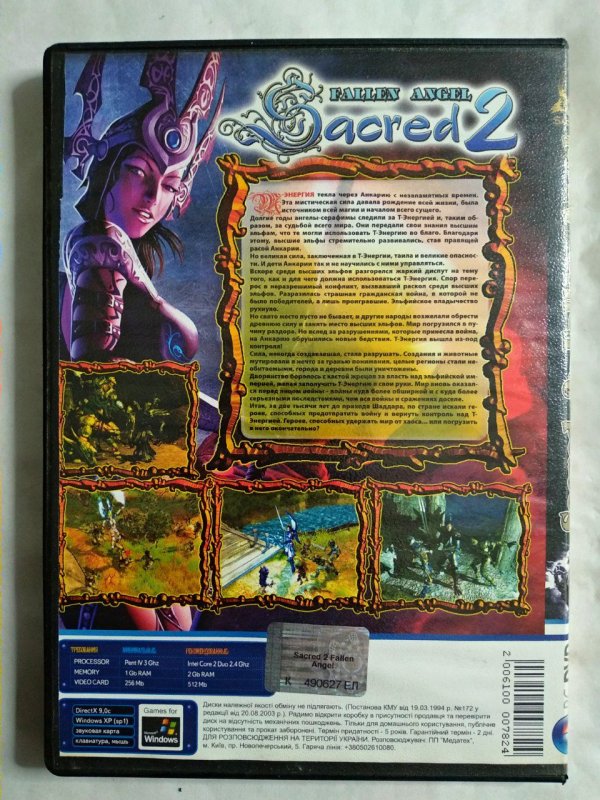 FALLEN ANGEL
Sacred 2
Т-ЭНЕРГИЯ текла через Анкарию с незапамятных времен.
Эта мистическая сила давала рождение всей жизни, была
источником всей магии и началом всего сущего.
Долгие годы ангелы-серафимы следили за Т-Энергией и, таким об-
разом, за судьбой всего мира. Они передали свои знания высшим
эльфам, что те могли использовать Т-Энергию во благо. Благодаря
этому, высшие эльфы стремительно развивались, став правящей
расой Анкарии.
Но великая сила, заключенная в Т-Энергии, таила и великие опаснос-
ти. И дети Анкарии так и не научились с ними управляться.
Вскоре среди высших эльфов разгорелся жаркий диспут на тему
того, как и для чего должна использоваться Т-Энергия. Спор пере-
рос в неразрешимый конфликт, вызвавший раскол среди высших
эльфов. Разразилась страшная гражданская война, в которой не
было победителей, а лишь проигравшие. Эльфийское владычество
рухнуло.
Но свято место пусто не бывает, и другие народы возжелали обрести
древнюю силу и занять место высших эльфов. Мир погрузился в пу-
чину раздора. Но вслед за разрушениями, которые принесла война,
на Анкарию обрушились новые бедствия. Т-Энергия вышла из-под
контроля!
Сила, некогда создававшая, стала разрушать. Создания и животные
мутировали в нечто за гранью понимания, целые регионы стали не-
обитаемыми, города и деревни были уничтожены.
Дворянство боролось с кастой жрецов за власть над эльфийской им-
перией, желая заполучить Т-Энергию в свои руки. Мир вновь оказал-
ся перед лицом войны - войны куда более обширной и с куда более
серьезными последствиями, чем все войны и сражения доселе.
Итак, за две тысячи лет до прихода Шаддара, по стране искали ге-
роев, способных предотвратить войну и вернуть контроль над Т-
Энергией. Героев, способных удержать мир от хаоса... или погрузить
в него окончательно?
Sacred 2 Fallen
Angel
К 490627 ЕЛ
ТРЕБОВАНИЯ МИНИМАЛЬНЫЕ: РЕКОМЕНДОВАННЫЕ:
PROCESSOR Pent IV 3 Ghz Intel Core 2 Duo 2.4 Ghz
MEMORY 1 Gb RAM 2 Gb RAM
VIDEO CARD 256 Mb 512 Mb
DirectX 9,0c
Windows XP (sp1)
звуковая карта
клавиатура, мышь
Games for
Microsoft
Windows
Диски належної якості обміну не підлягають. (Постанова КМУ від 19.03.1994 р. №172 у
редакції від 20.08.2003 р.). Радимо відкрити коробку в присутності продавця та перевірити
диск на відсутність механічних пошкоджень. Тільки для домашнього користування, публічне
користування та прокат заборонені. Термін придатності - 5 років. Гарантійний термін - 2 дні.
ДЛЯ РОЗПОВСЮДЖЕННЯ НА ТЕРИТОРІЇ УКРАЇНИ. Розповсюджувач: ПП "Медатех",
м. Київ, пр. Новопечерський, 5. Гаряча лінія: +380502610080.
2 006100 007824